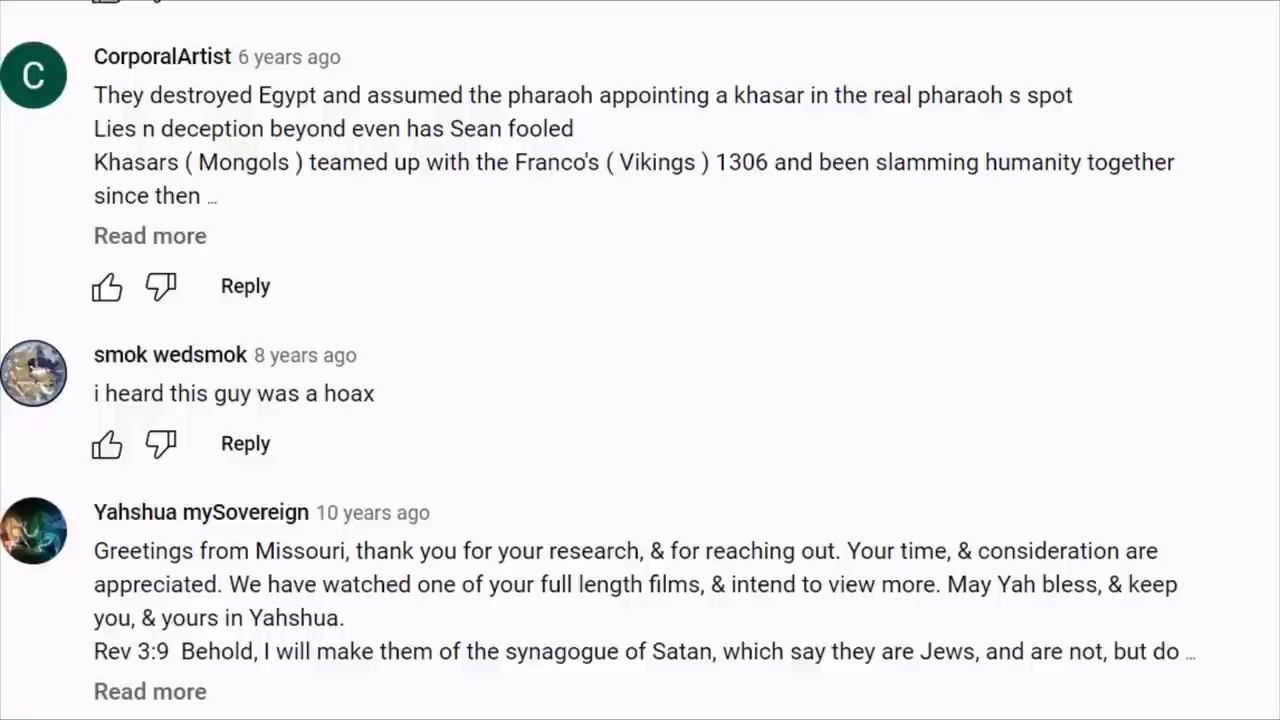 CorporalArtist 6 years ago
C
They destroyed Egypt and assumed the pharaoh appointing a khasar in the real pharaoh s spot
Lies n deception beyond even has Sean fooled
Khasars ( Mongols ) teamed up with the Franco's ( Vikings ) 1306 and been slamming humanity together
since then ...
Read more
Reply
smok wedsmok 8 years ago
i heard this guy was a hoax
Reply
Yahshua mySovereign 10 years ago
Greetings from Missouri, thank you for your research, & for reaching out. Your time, & consideration are
appreciated. We have watched one of your full length films, & intend to view more. May Yah bless, & keep
you, & yours in Yahshua.
Rev 3:9  Behold, I will make them of the synagogue of Satan, which say they are Jews, and are not, but do ...
Read more